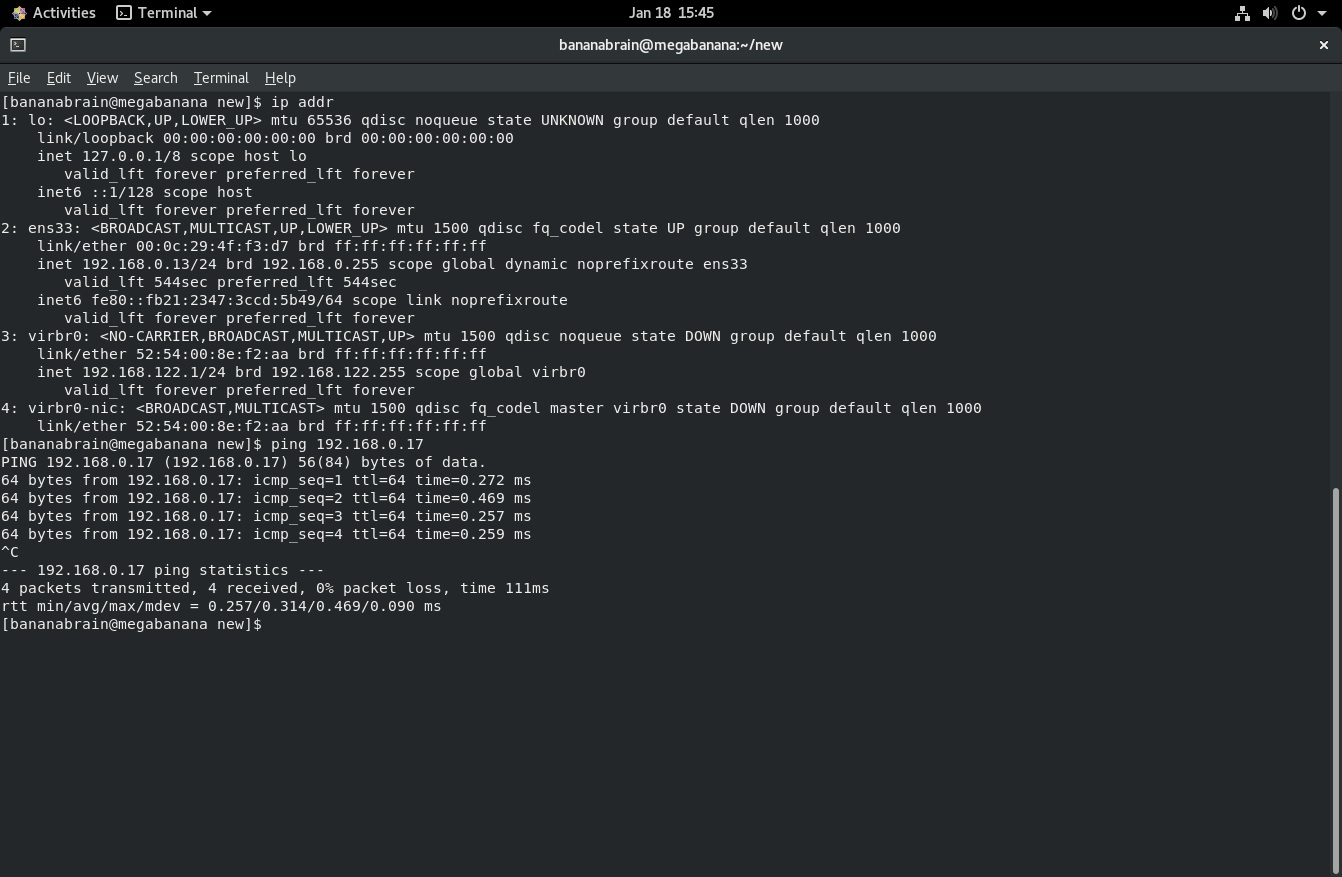 Activities Terminal Jan 18 15:45
bananabrain@megabanana:~/new
File Edit View Search Terminal Help
[bananabrain@megabanana new]$ ip addr
1: lo: <LOOPBACK,UP,LOWER_UP> mtu 65536 qdisc noqueue state UNKNOWN group default qlen 1000
    link/loopback 00:00:00:00:00:00 brd 00:00:00:00:00:00
    inet 127.0.0.1/8 scope host lo
       valid_lft forever preferred_lft forever
    inet6 ::1/128 scope host
       valid_lft forever preferred_lft forever
2: ens33: <BROADCAST,MULTICAST,UP,LOWER_UP> mtu 1500 qdisc fq_codel state UP group default qlen 1000
    link/ether 00:0c:29:4f:f3:d7 brd ff:ff:ff:ff:ff:ff
    inet 192.168.0.13/24 brd 192.168.0.255 scope global dynamic noprefixroute ens33
       valid_lft 544sec preferred_lft 544sec
    inet6 fe80::fb21:2347:3ccd:5b49/64 scope link noprefixroute
       valid_lft forever preferred_lft forever
3: virbr0: <NO-CARRIER,BROADCAST,MULTICAST,UP> mtu 1500 qdisc noqueue state DOWN group default qlen 1000
    link/ether 52:54:00:8e:f2:aa brd ff:ff:ff:ff:ff:ff
    inet 192.168.122.1/24 brd 192.168.122.255 scope global virbr0
       valid_lft forever preferred_lft forever
4: virbr0-nic: <BROADCAST,MULTICAST> mtu 1500 qdisc fq_codel master virbr0 state DOWN group default qlen 1000
    link/ether 52:54:00:8e:f2:aa brd ff:ff:ff:ff:ff:ff
[bananabrain@megabanana new]$ ping 192.168.0.17
PING 192.168.0.17 (192.168.0.17) 56(84) bytes of data.
64 bytes from 192.168.0.17: icmp_seq=1 ttl=64 time=0.272 ms
64 bytes from 192.168.0.17: icmp_seq=2 ttl=64 time=0.469 ms
64 bytes from 192.168.0.17: icmp_seq=3 ttl=64 time=0.257 ms
64 bytes from 192.168.0.17: icmp_seq=4 ttl=64 time=0.259 ms
^C
--- 192.168.0.17 ping statistics ---
4 packets transmitted, 4 received, 0% packet loss, time 111ms
rtt min/avg/max/mdev = 0.257/0.314/0.469/0.090 ms
[bananabrain@megabanana new]$